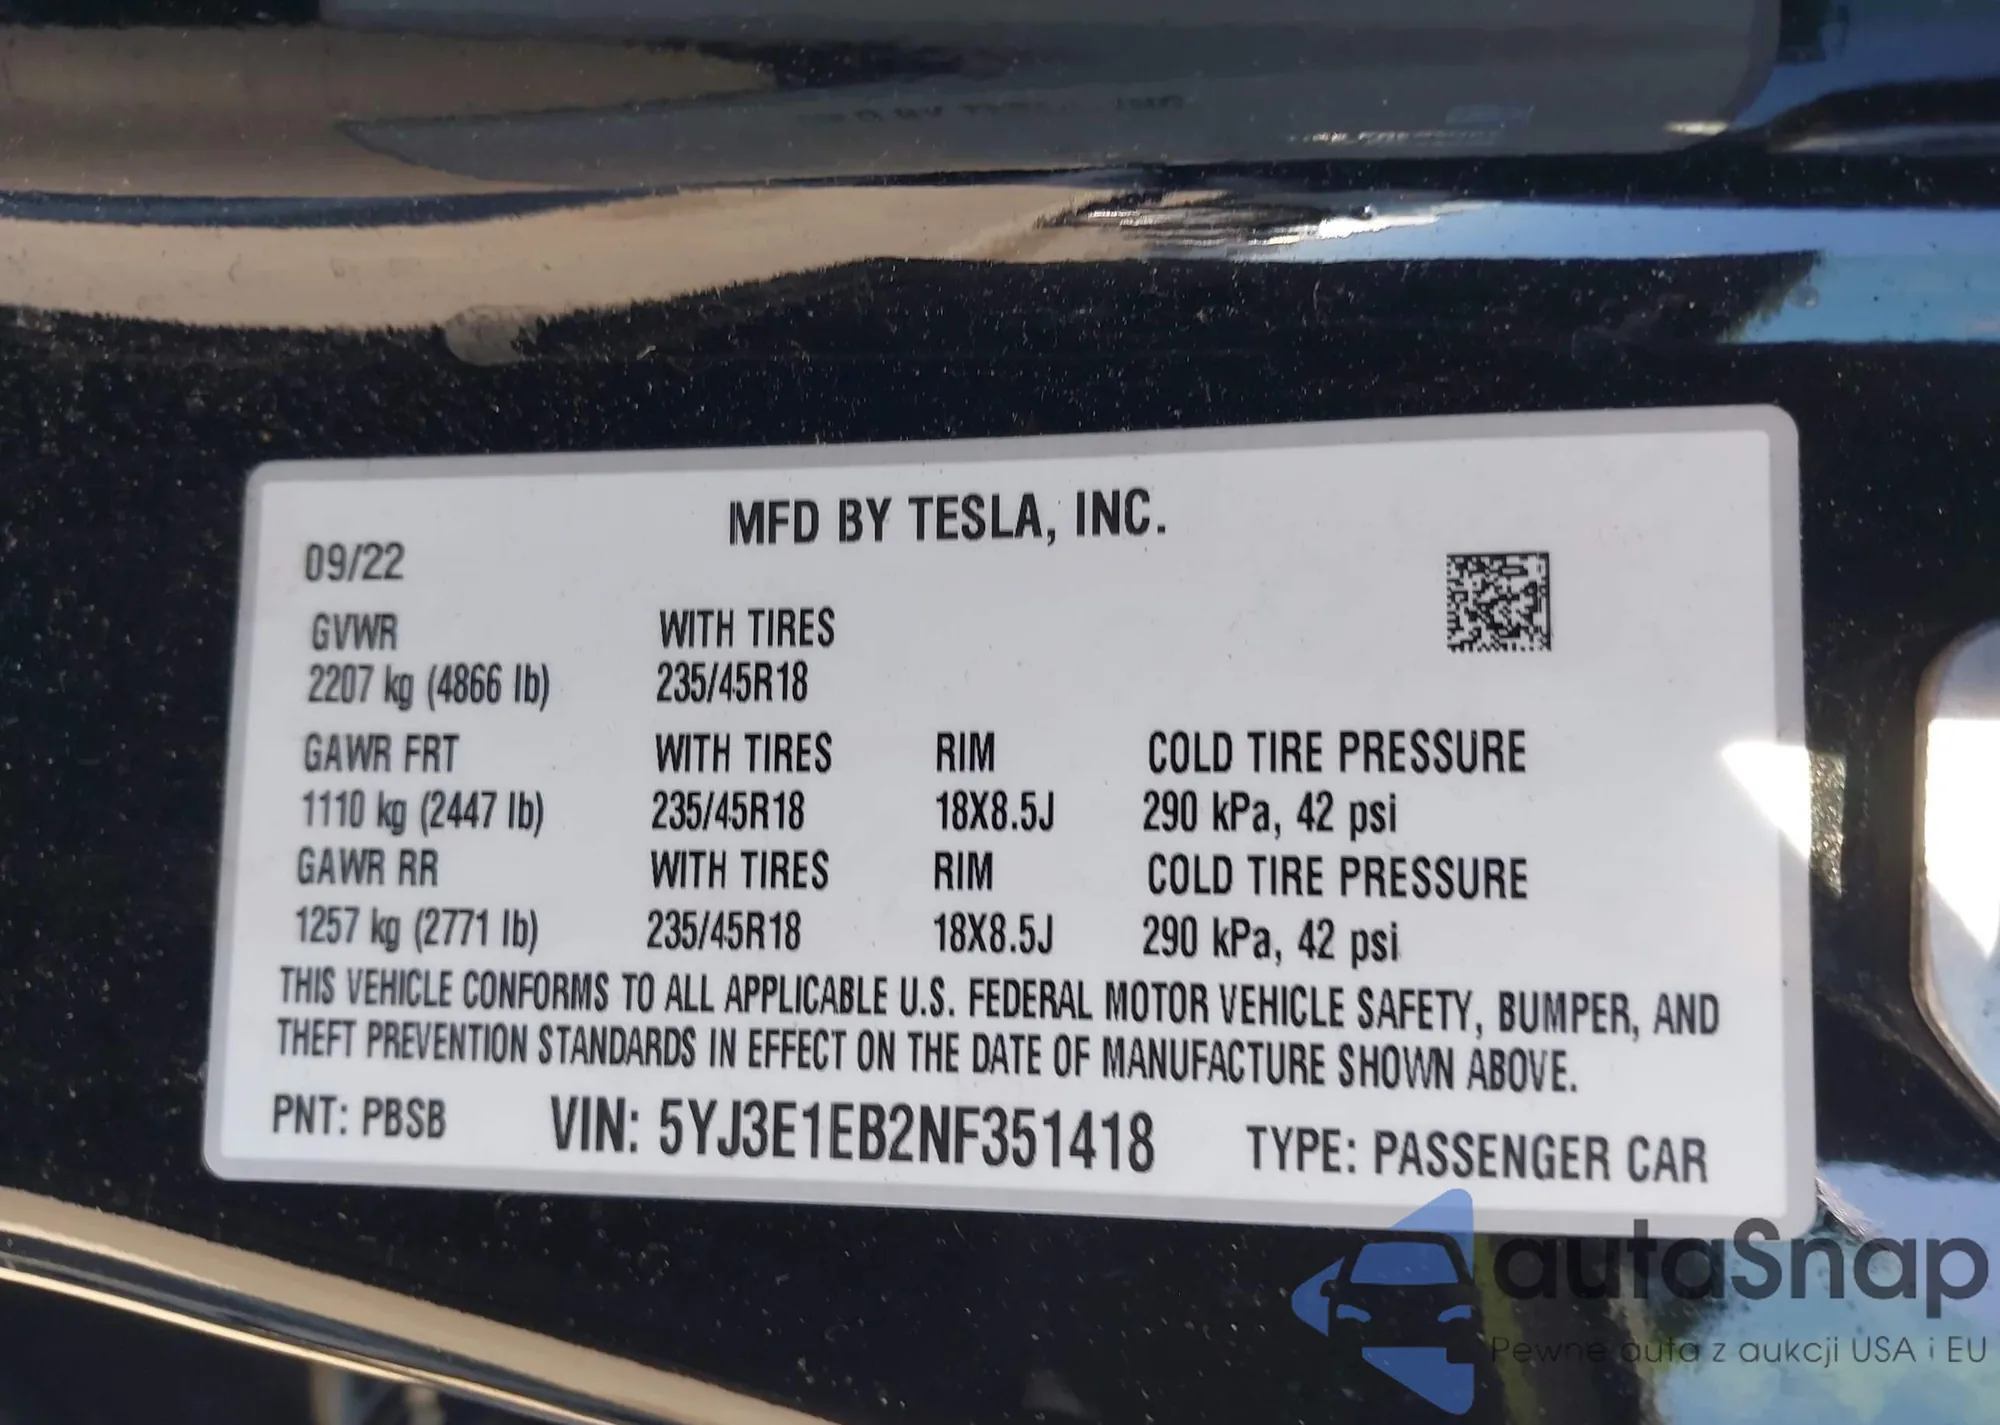 MFD BY TESLA, INC.
09/22
GVWR WITH TIRES
2207 kg (4866 lb) 235/45R18
GAWR FRT WITH TIRES RIM COLD TIRE PRESSURE
1110 kg (2447 lb) 235/45R18 18X8.5J 290 kPa, 42 psi
GAWR RR WITH TIRES RIM COLD TIRE PRESSURE
1257 kg (2771 lb) 235/45R18 18X8.5J 290 kPa, 42 psi
THIS VEHICLE CONFORMS TO ALL APPLICABLE U.S. FEDERAL MOTOR VEHICLE SAFETY, BUMPER, AND
THEFT PREVENTION STANDARDS IN EFFECT ON THE DATE OF MANUFACTURE SHOWN ABOVE.
PNT: PBSB VIN: 5YJ3E1EB2NF351418 TYPE: PASSENGER CAR
autaSnap
Pewne auta z aukcji USA i EU